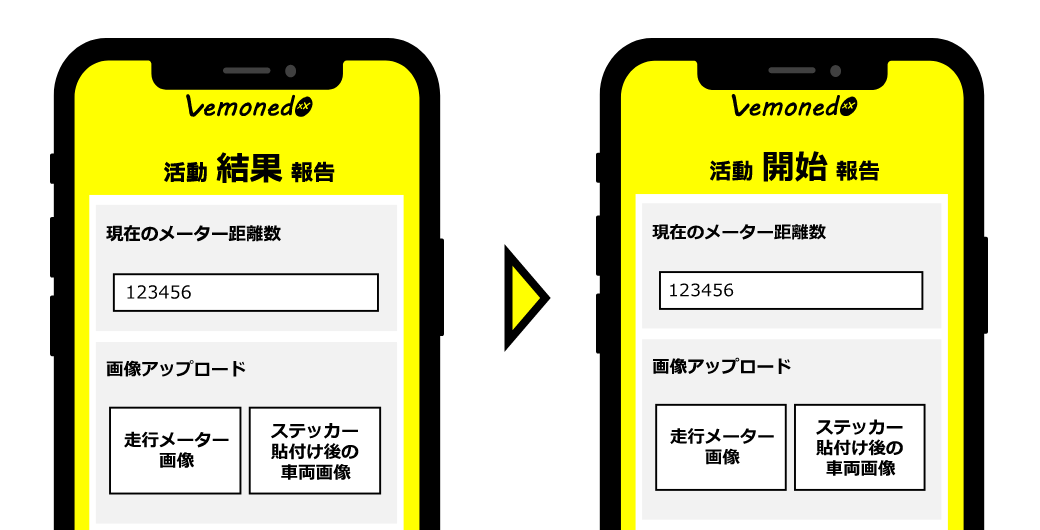 Vemoned XX
活動 結果 報告
現在のメーター距離数
123456
画像アップロード
走行メーター
画像
ステッカー
貼付け後の
車両画像
Vemoned XX
活動 開始 報告
現在のメーター距離数
123456
画像アップロード
走行メーター
画像
ステッカー
貼付け後の
車両画像